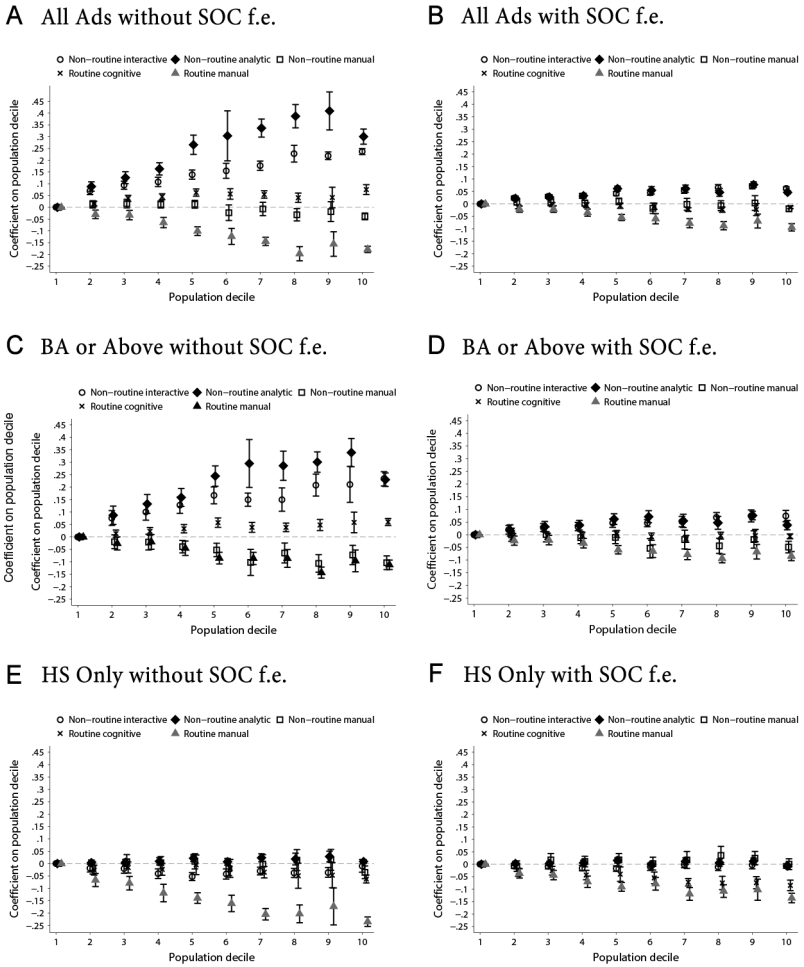 A All Ads without SOC f.e.
Non−routine interactive Non−routine analytic Non−routine manual
Routine cognitive Routine manual
Coefficient on population decile
.45
.4
.35
.3
.25
.2
.15
.1
.05
0
−.05
−.1
−.15
−.2
−.25
1 2 3 4 5 6 7 8 9 10
Population decile
B All Ads with SOC f.e.
Non−routine interactive Non−routine analytic Non−routine manual
Routine cognitive Routine manual
Coefficient on population decile
.45
.4
.35
.3
.25
.2
.15
.1
.05
0
−.05
−.1
−.15
−.2
−.25
1 2 3 4 5 6 7 8 9 10
Population decile
C BA or Above without SOC f.e.
Non−routine interactive Non−routine analytic Non−routine manual
Routine cognitive Routine manual
Coefficient on population decile
Coefficient on population decile
.45
.4
.35
.3
.25
.2
.15
.1
.05
0
−.05
−.1
−.15
−.2
−.25
1 2 3 4 5 6 7 8 9 10
Population decile
D BA or Above with SOC f.e.
Non−routine interactive Non−routine analytic Non−routine manual
Routine cognitive Routine manual
Coefficient on population decile
.45
.4
.35
.3
.25
.2
.15
.1
.05
0
−.05
−.1
−.15
−.2
−.25
1 2 3 4 5 6 7 8 9 10
Population decile
E HS Only without SOC f.e.
Non−routine interactive Non−routine analytic Non−routine manual
Routine cognitive Routine manual
Coefficient on population decile
.45
.4
.35
.3
.25
.2
.15
.1
.05
0
−.05
−.1
−.15
−.2
−.25
1 2 3 4 5 6 7 8 9 10
Population decile
F HS Only with SOC f.e.
Non−routine interactive Non−routine analytic Non−routine manual
Routine cognitive Routine manual
Coefficient on population decile
.45
.4
.35
.3
.25
.2
.15
.1
.05
0
−.05
−.1
−.15
−.2
−.25
1 2 3 4 5 6 7 8 9 10
Population decile